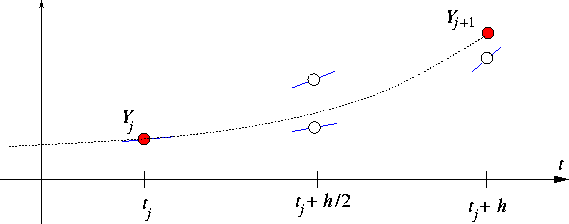 Y_{j+1}
Y_j
t
t_j
t_j + h/2
t_j + h